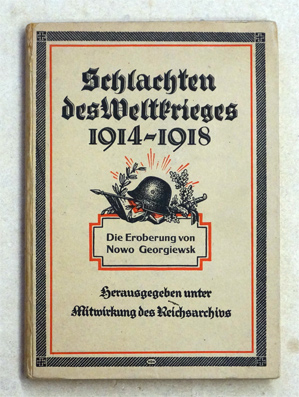 Schlachten
des Weltkrieges
1914-1918
Die Eroberung von
Nowo Georgiewsk
Herausgegeben unter
Mitwirkung des Reichsarchivs